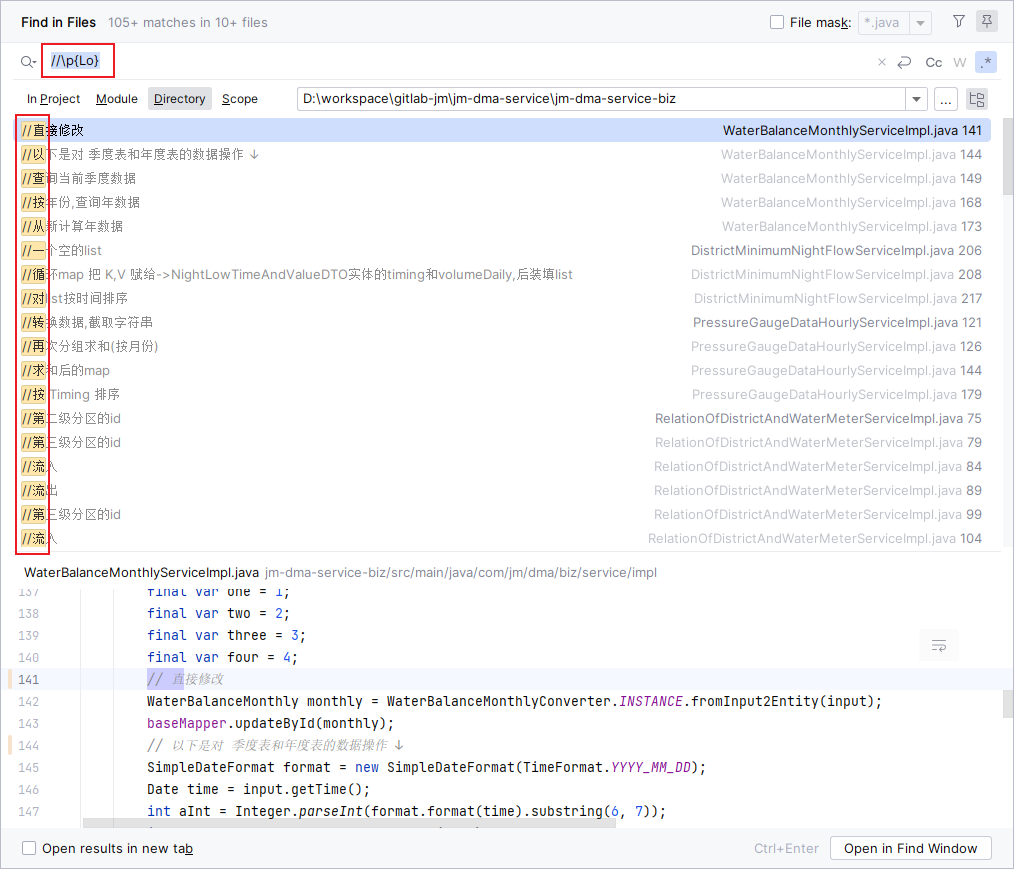 Find in Files 105+ matches in 10+ files File mask: *.java
//\p{Lo} Cc W .*
In Project Module Directory Scope D:\workspace\gitlab-jm\jm-dma-service\jm-dma-service-biz ...
//直接修改 WaterBalanceMonthlyServiceImpl.java 141
//以下是对 季度表和年度表的数据操作 ↓ WaterBalanceMonthlyServiceImpl.java 144
//查询当前季度数据 WaterBalanceMonthlyServiceImpl.java 149
//按年份,查询年数据 WaterBalanceMonthlyServiceImpl.java 168
//从新计算年数据 WaterBalanceMonthlyServiceImpl.java 173
//一个空的list DistrictMinimumNightFlowServiceImpl.java 206
//循环map 把 K,V 赋给->NightLowTimeAndValueDTO实体的timing和volumeDaily,后装填list DistrictMinimumNightFlowServiceImpl.java 208
//对list按时间排序 DistrictMinimumNightFlowServiceImpl.java 217
//转换数据,截取字符串 PressureGaugeDataHourlyServiceImpl.java 121
//再次分组求和(按月份) PressureGaugeDataHourlyServiceImpl.java 126
//求和后的map PressureGaugeDataHourlyServiceImpl.java 144
//按 Timing 排序 PressureGaugeDataHourlyServiceImpl.java 179
//第二级分区的id RelationOfDistrictAndWaterMeterServiceImpl.java 75
//第三级分区的id RelationOfDistrictAndWaterMeterServiceImpl.java 79
//流入 RelationOfDistrictAndWaterMeterServiceImpl.java 84
//流出 RelationOfDistrictAndWaterMeterServiceImpl.java 89
//第三级分区的id RelationOfDistrictAndWaterMeterServiceImpl.java 99
//流入 RelationOfDistrictAndWaterMeterServiceImpl.java 104
WaterBalanceMonthlyServiceImpl.java jm-dma-service-biz/src/main/java/com/jm/dma/biz/service/impl
137 final var one = 1;
138 final var two = 2;
139 final var three = 3;
140 final var four = 4;
141 // 直接修改
142 WaterBalanceMonthly monthly = WaterBalanceMonthlyConverter.INSTANCE.fromInput2Entity(input);
143 baseMapper.updateById(monthly);
144 // 以下是对 季度表和年度表的数据操作 ↓
145 SimpleDateFormat format = new SimpleDateFormat(TimeFormat.YYYY_MM_DD);
146 Date time = input.getTime();
147 int aInt = Integer.parseInt(format.format(time).substring(6, 7));
Open results in new tab Ctrl+Enter Open in Find Window